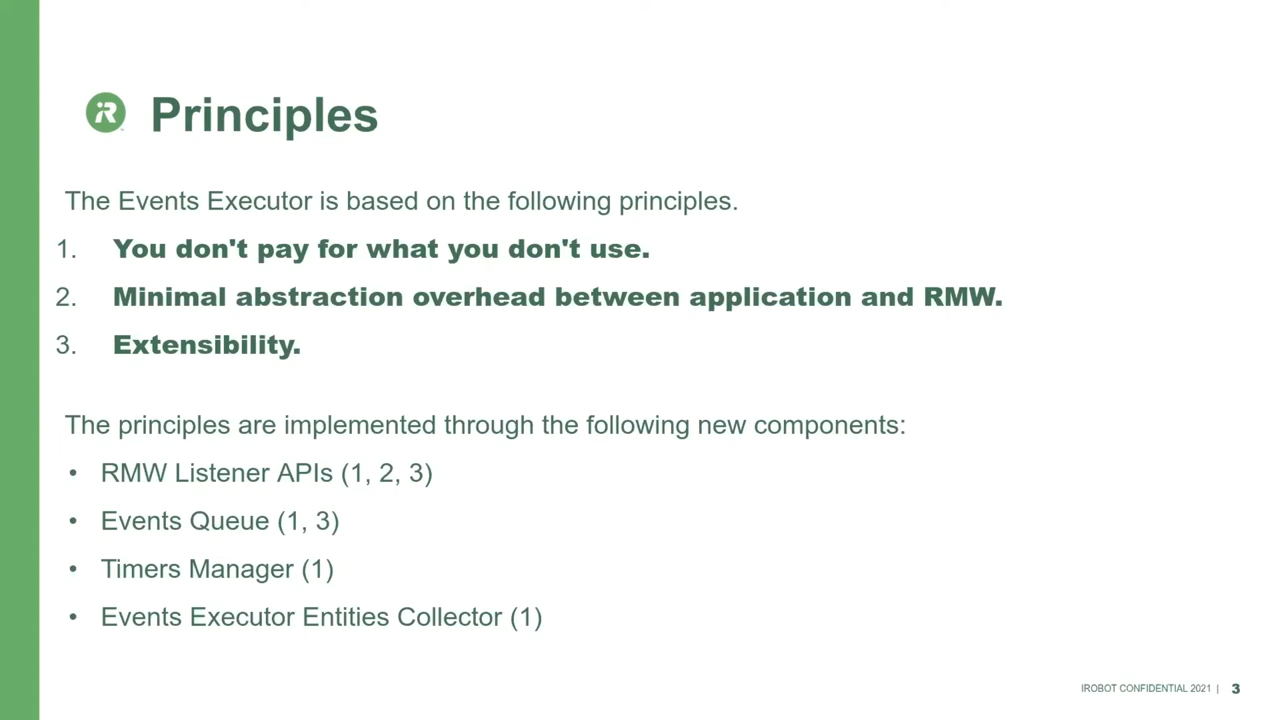 Principles
The Events Executor is based on the following principles.
1. You don't pay for what you don't use.
2. Minimal abstraction overhead between application and RMW.
3. Extensibility.
The principles are implemented through the following new components:
• RMW Listener APIs (1, 2, 3)
• Events Queue (1, 3)
• Timers Manager (1)
• Events Executor Entities Collector (1)
IROBOT CONFIDENTIAL 2021 | 3